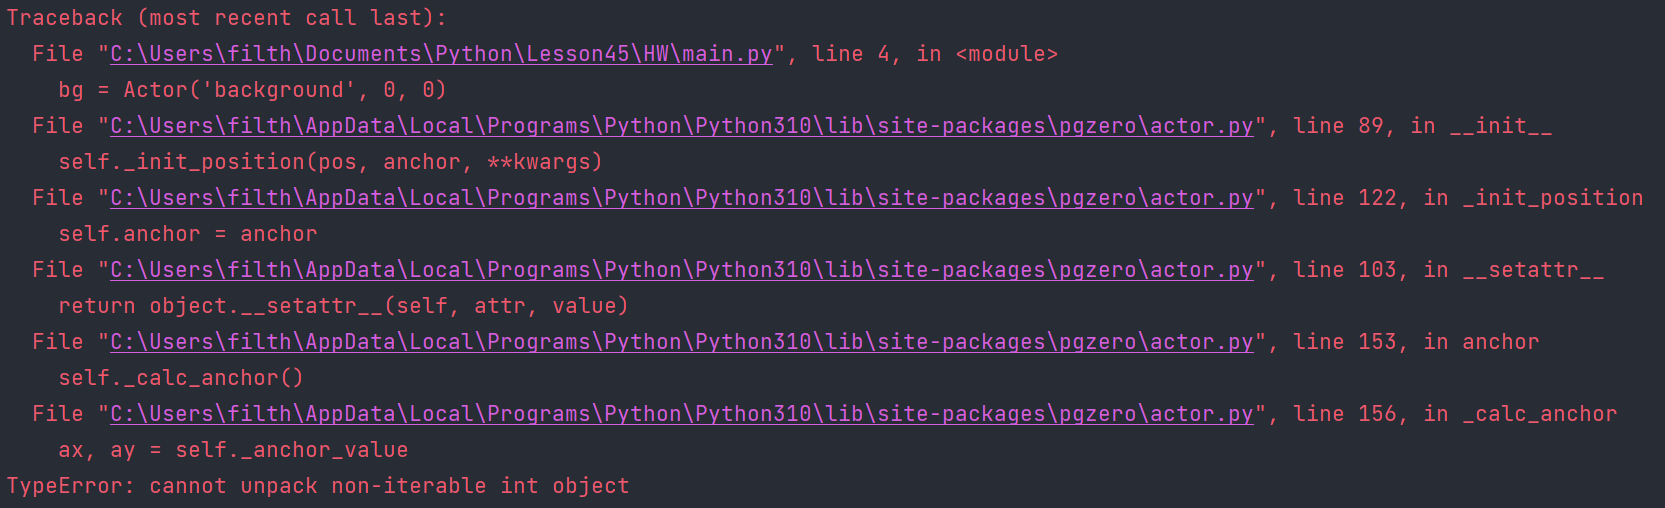 Traceback (most recent call last):
  File "C:\Users\filth\Documents\Python\Lesson45\HW\main.py", line 4, in <module>
    bg = Actor('background', 0, 0)
  File "C:\Users\filth\AppData\Local\Programs\Python\Python310\lib\site-packages\pgzero\actor.py", line 89, in __init__
    self._init_position(pos, anchor, **kwargs)
  File "C:\Users\filth\AppData\Local\Programs\Python\Python310\lib\site-packages\pgzero\actor.py", line 122, in _init_position
    self.anchor = anchor
  File "C:\Users\filth\AppData\Local\Programs\Python\Python310\lib\site-packages\pgzero\actor.py", line 103, in __setattr__
    return object.__setattr__(self, attr, value)
  File "C:\Users\filth\AppData\Local\Programs\Python\Python310\lib\site-packages\pgzero\actor.py", line 153, in anchor
    self._calc_anchor()
  File "C:\Users\filth\AppData\Local\Programs\Python\Python310\lib\site-packages\pgzero\actor.py", line 156, in _calc_anchor
    ax, ay = self._anchor_value
TypeError: cannot unpack non-iterable int object